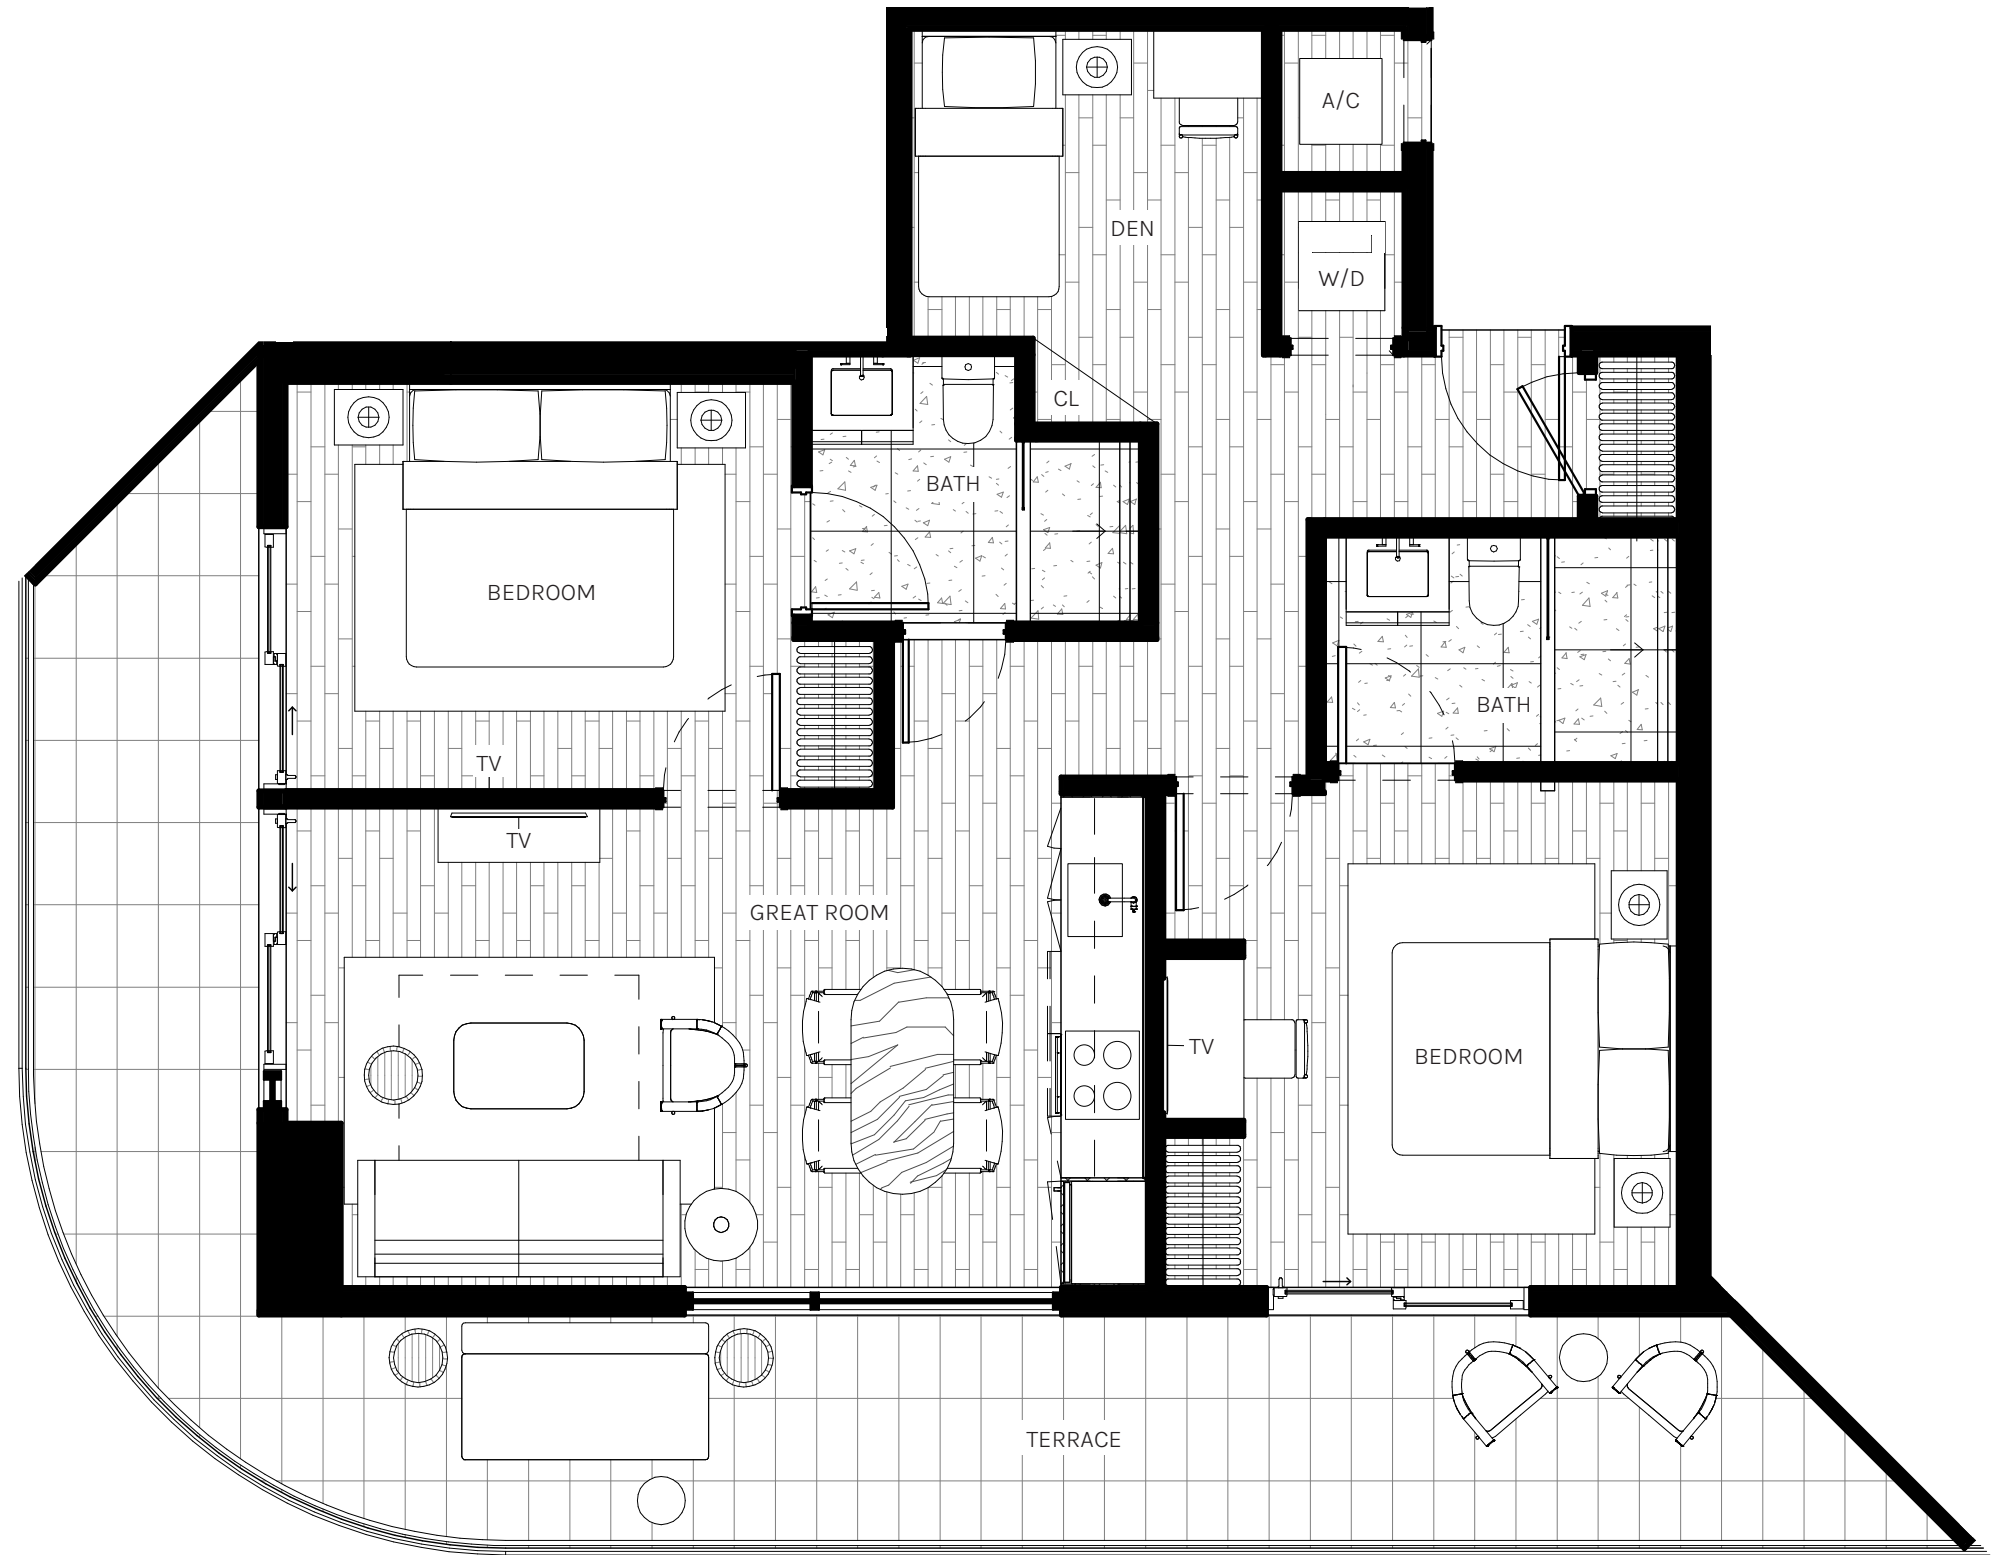 A/C
DEN
W/D
CL
BATH
BEDROOM
BATH
TV
TV
GREAT ROOM
TV
BEDROOM
TERRACE